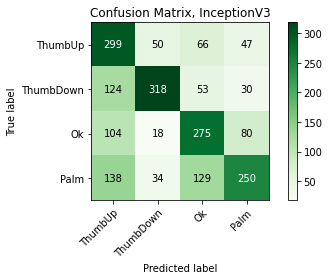 Confusion Matrix, InceptionV3
True label
ThumbUp 299 50 66 47
ThumbDown 124 318 53 30
Ok 104 18 275 80
Palm 138 34 129 250
ThumbUp ThumbDown Ok Palm
Predicted label
300
250
200
150
100
50